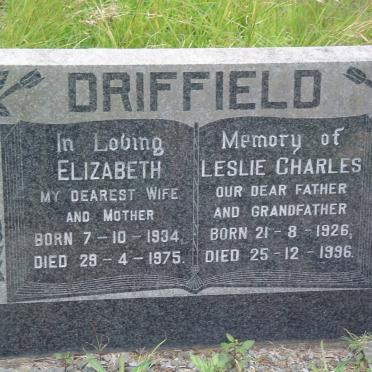 DRIFFIELD
In Loving
ELIZABETH
MY DEAREST WIFE
AND MOTHER
BORN 7-10-1934,
DIED 29-4-1975.
Memory of
LESLIE CHARLES
OUR DEAR FATHER
AND GRANDFATHER
BORN 21-8-1926,
DIED 25-12-1996.